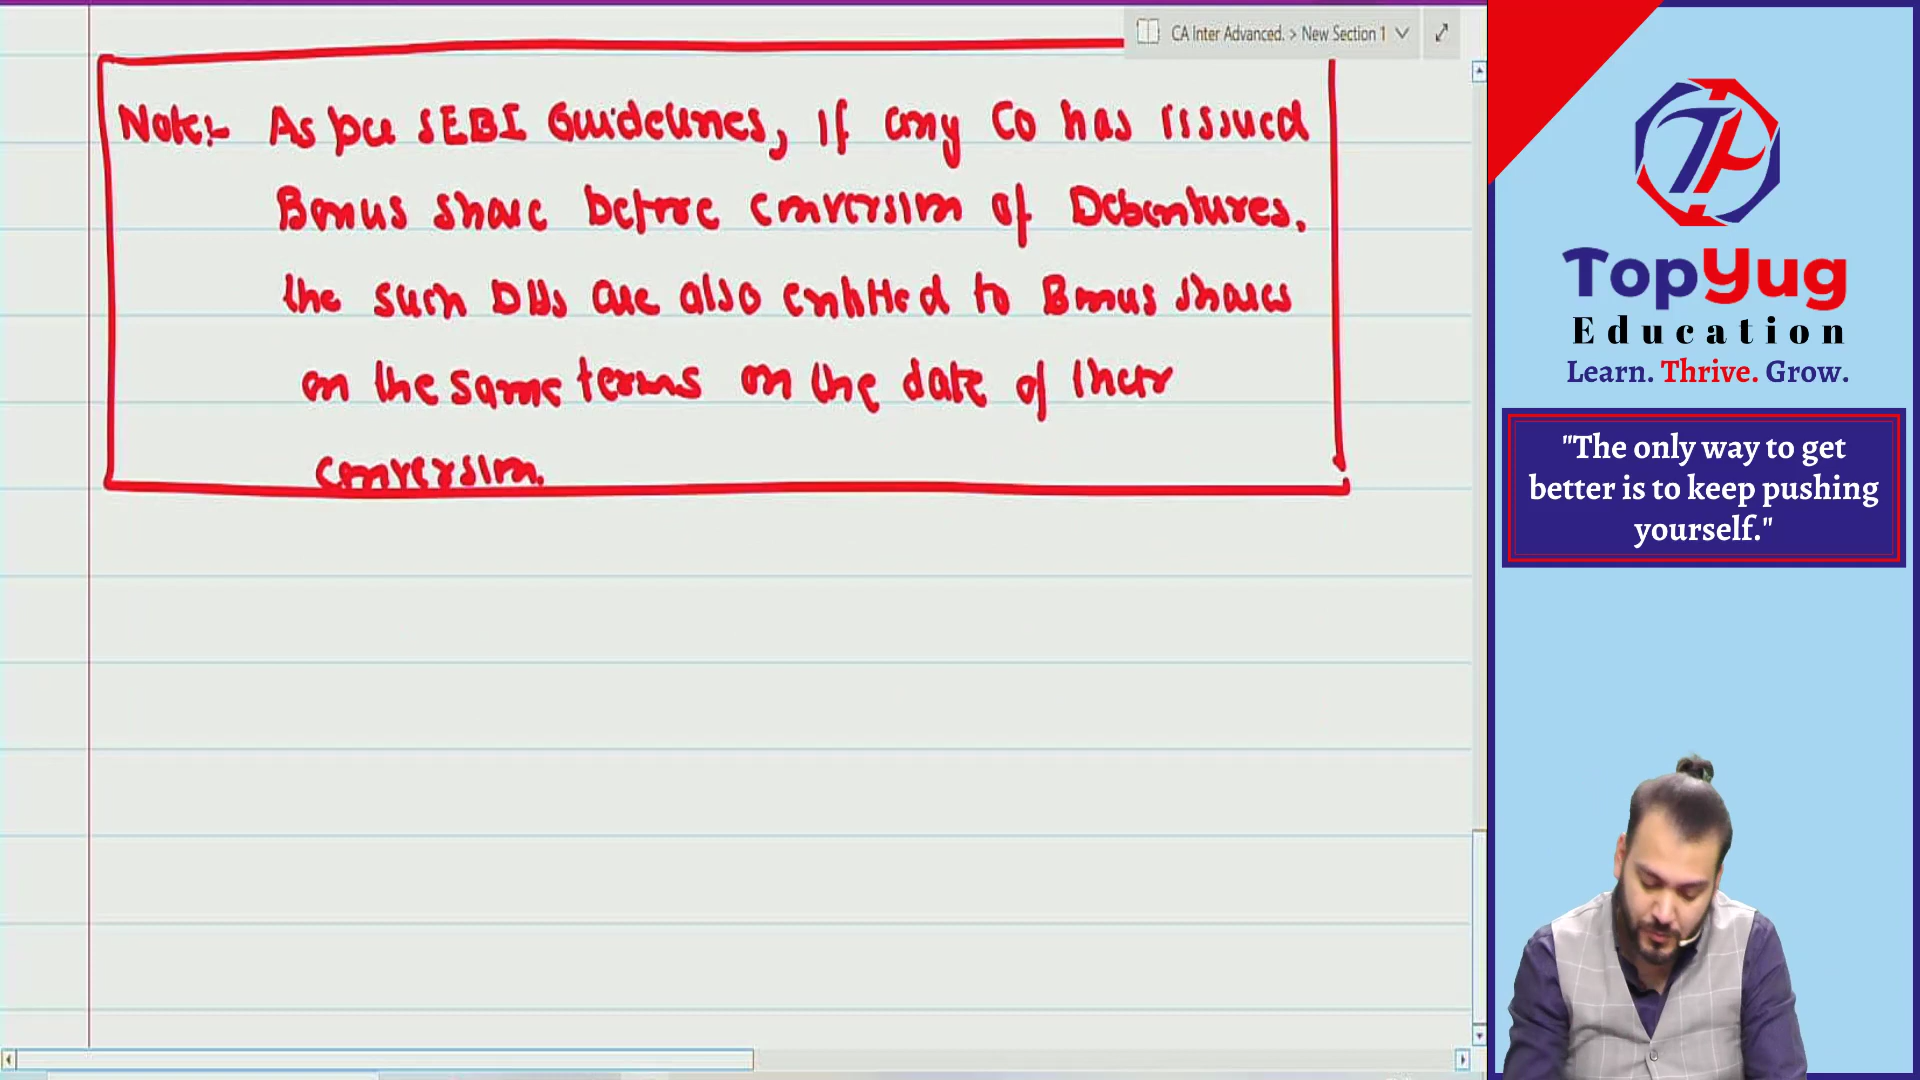 CA Inter Advanced. > New Section 1
Note:- As per SEBI Guidelines, If any Co has issued
Bonus share before conversion of Debentures.
the such DHs are also entitled to Bonus shares
on the same terms on the date of their
conversion.
TopYug
Education
Learn. Thrive. Grow.
"The only way to get
better is to keep pushing
yourself."